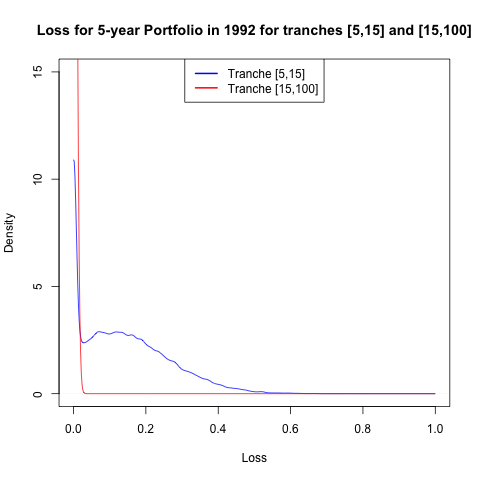 Loss for 5-year Portfolio in 1992 for tranches [5,15] and [15,100]
Tranche [5,15]
Tranche [15,100]
15
10
5
0
Density
0.0 0.2 0.4 0.6 0.8 1.0
Loss